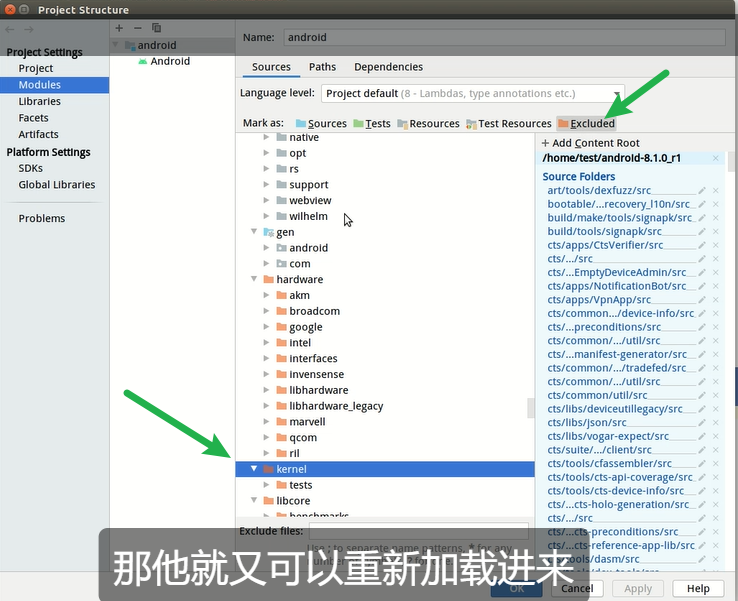 Project Structure
Project Settings
Project
Modules
Libraries
Facets
Artifacts
Platform Settings
SDKs
Global Libraries
Problems
android
Android
Name: android
Sources Paths Dependencies
Language level: Project default (8 - Lambdas, type annotations etc.)
Mark as: Sources Tests Resources Test Resources Excluded
native
opt
rs
support
webview
wilhelm
gen
android
com
hardware
akm
broadcom
google
intel
interfaces
invensense
libhardware
libhardware_legacy
marvell
qcom
ril
kernel
tests
libcore
benchmarks
+ Add Content Root
/home/test/android-8.1.0_r1
Source Folders
art/tools/dexfuzz/src
bootable/...recovery_l10n/src
build/make/tools/signapk/src
build/tools/signapk/src
cts/apps/CtsVerifier/src
cts/.../src
cts/...EmptyDeviceAdmin/src
cts/apps/NotificationBot/src
cts/apps/VpnApp/src
cts/common.../device-info/src
cts/...preconditions/src
cts/common/.../util/src
cts/...manifest-generator/src
cts/common/.../tradefed/src
cts/common/.../util/src
cts/common/util/src
cts/libs/deviceutillegacy/src
cts/libs/json/src
cts/libs/vogar-expect/src
cts/suite/.../client/src
cts/tools/cfassembler/src
cts/tools/cts-api-coverage/src
cts/tools/cts-device-info/src
cts/...cts-holo-generation/src
cts/.../src
cts/...cts-preconditions/src
cts/...cts-reference-app-lib/src
cts/tools/dasm/src
Exclude files:
Use ; to separate name patterns, * for any
number
OK Cancel Apply Help
那他就又可以重新加载进来